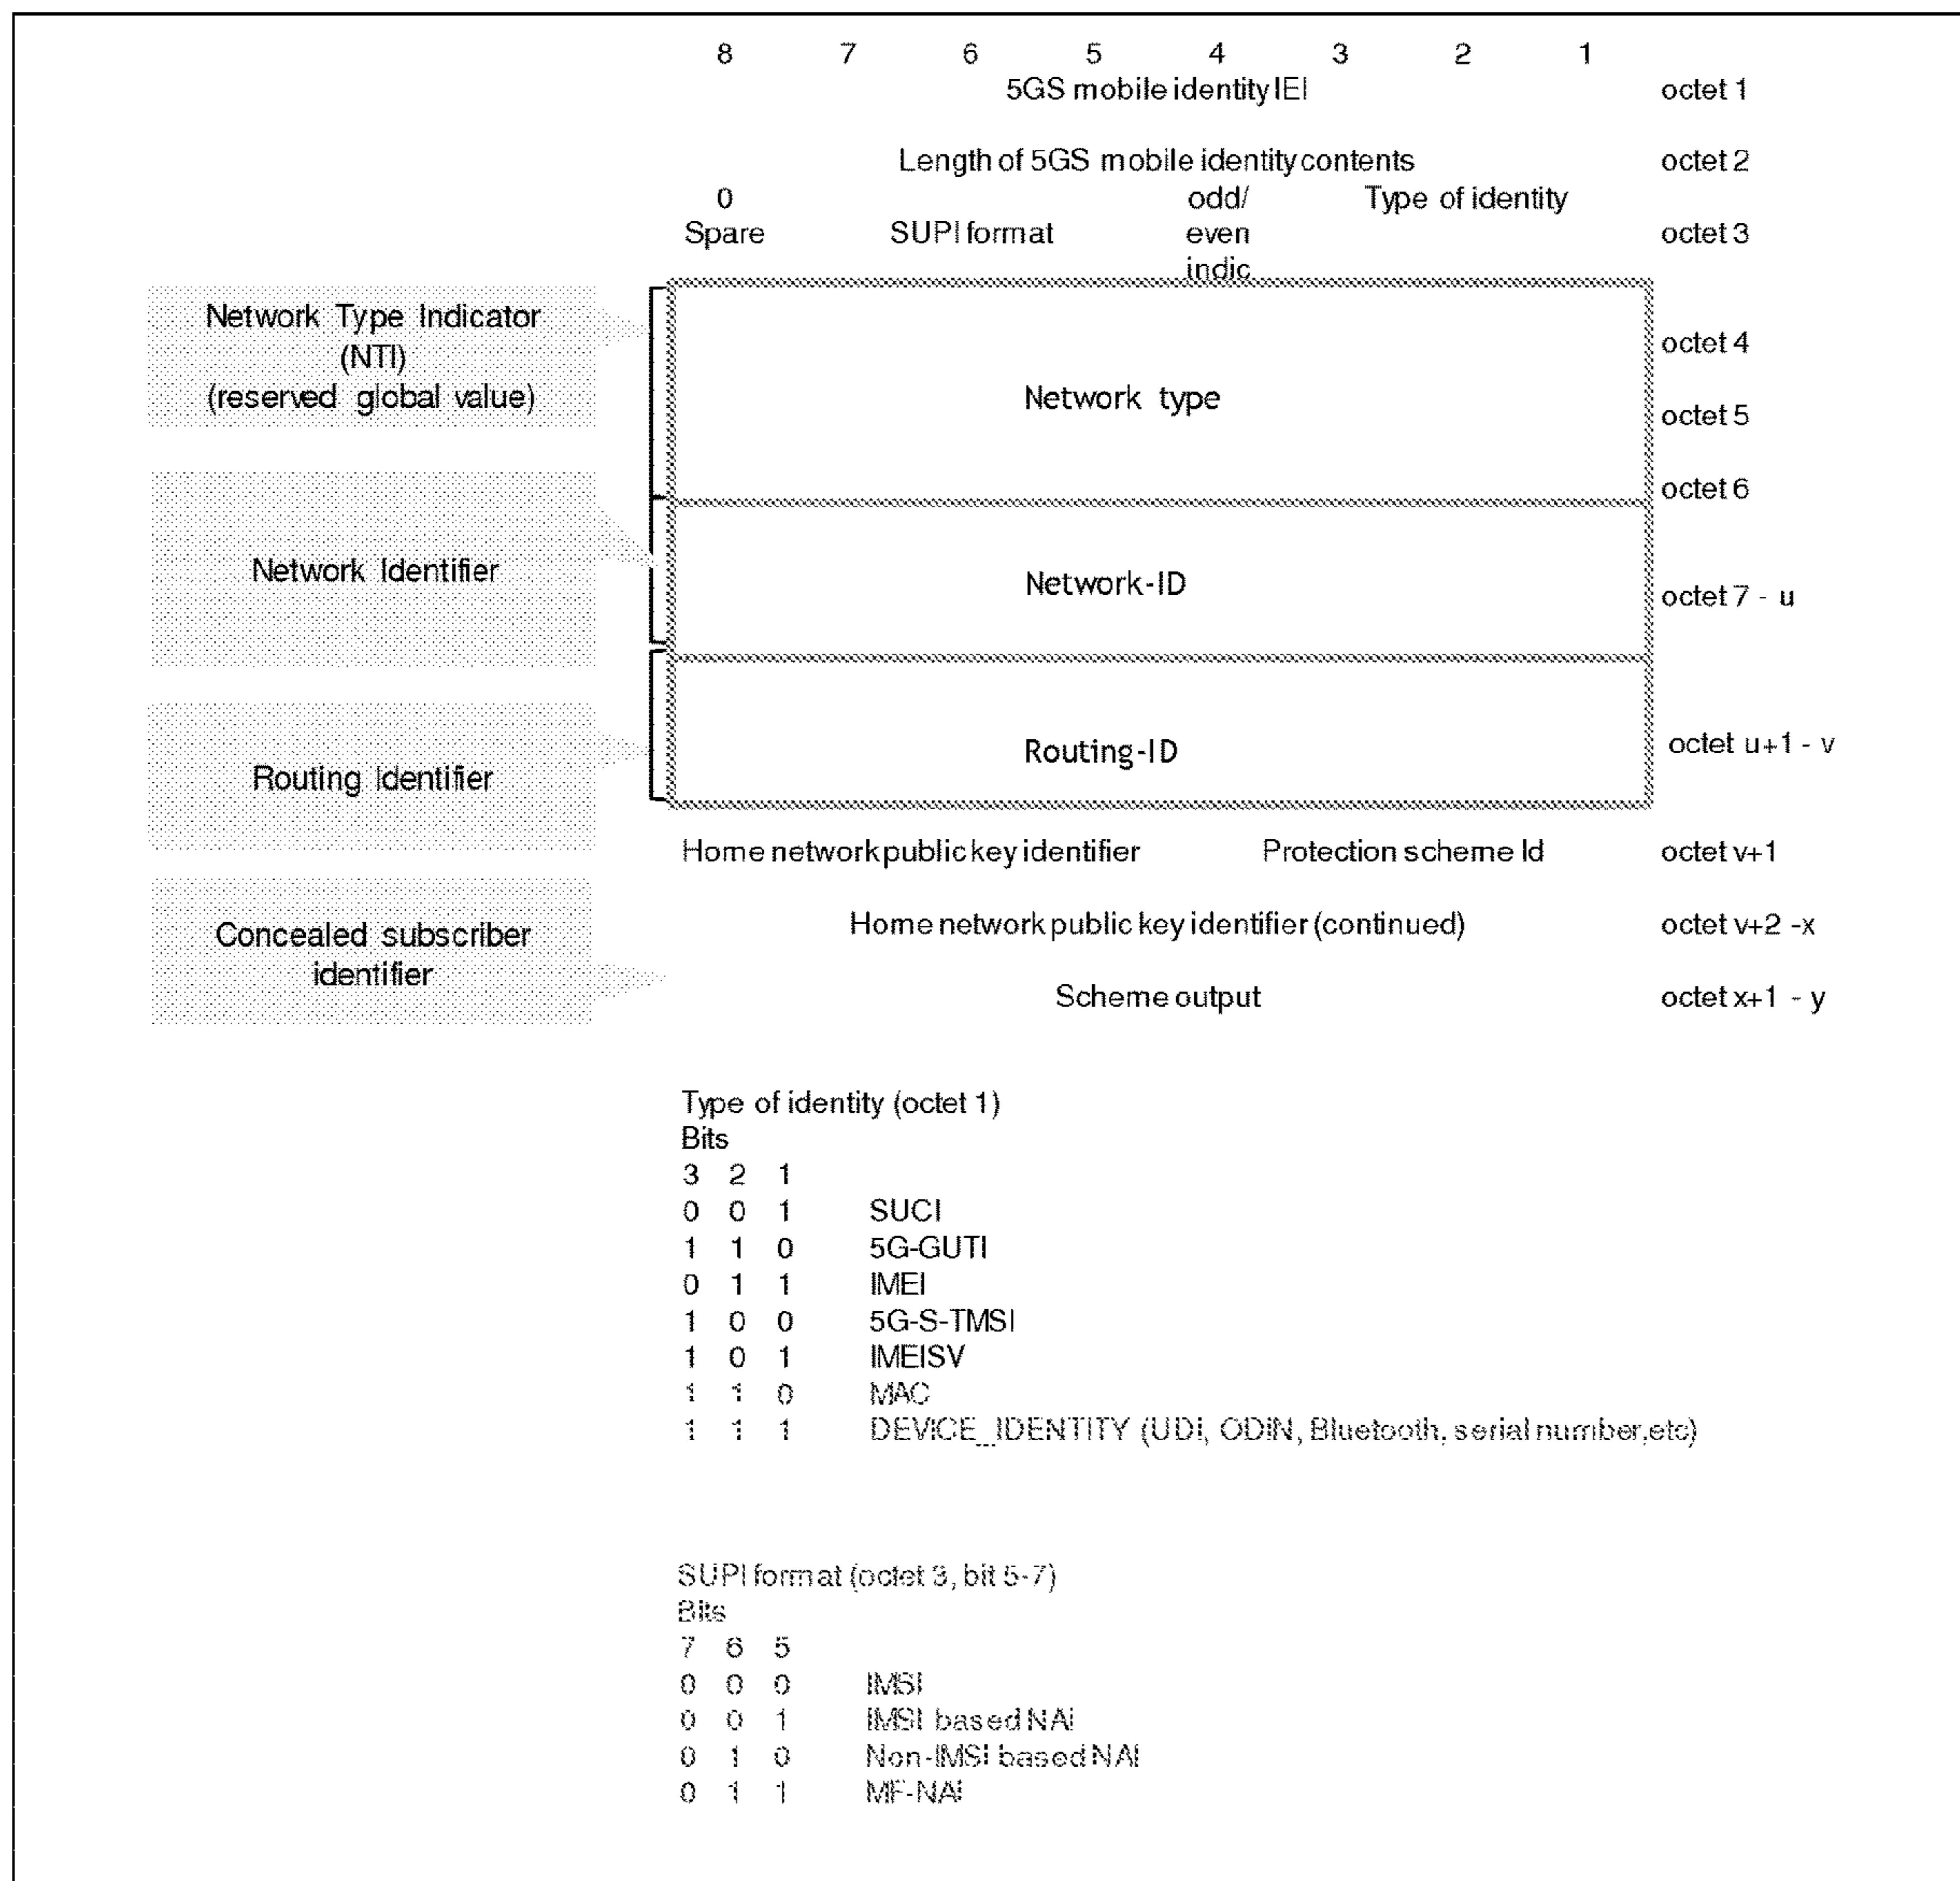 8 7 6 5 4 3 2 1
5GS mobile identity IEI octet 1
Length of 5GS mobile identity contents octet 2
0 odd/ Type of identity
Spare SUPI format even octet 3
indic
Network Type Indicator
(NTI)
(reserved global value)
Network type
octet 4
octet 5
octet 6
Network Identifier
Network-ID
octet 7 - u
Routing Identifier
Routing-ID
octet u+1 - v
Home network public key identifier Protection scheme Id octet v+1
Concealed subscriber
identifier
Home network public key identifier (continued) octet v+2 -x
Scheme output octet x+1 - y
Type of identity (octet 1)
Bits
3 2 1
0 0 1 SUCI
1 1 0 5G-GUTI
0 1 1 IMEI
1 0 0 5G-S-TMSI
1 0 1 IMEISV
1 1 0 MAC
1 1 1 DEVICE_IDENTITY (UDI, ODIN, Bluetooth, serial number,etc)
SUPI format (octet 3, bit 5-7)
Bits
7 6 5
0 0 0 IMSI
0 0 1 IMSI based NAI
0 1 0 Non-IMSI based NAI
0 1 1 MF-NAI